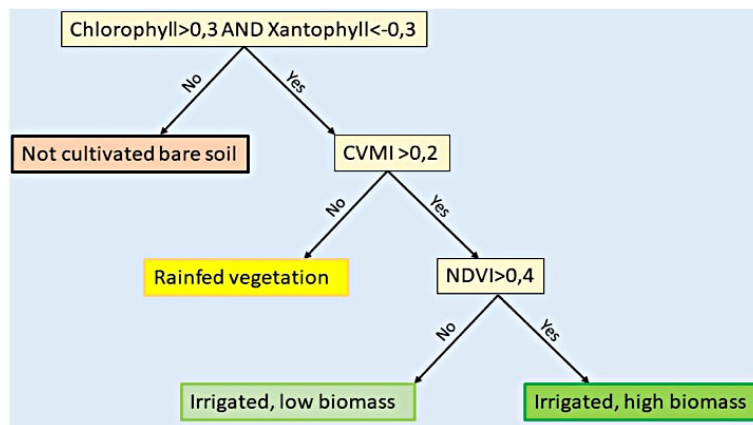 Chlorophyll>0,3 AND Xantophyll<-0,3
No
Yes
Not cultivated bare soil
CVMI >0,2
No
Yes
Rainfed vegetation
NDVI>0,4
No
Yes
Irrigated, low biomass
Irrigated, high biomass